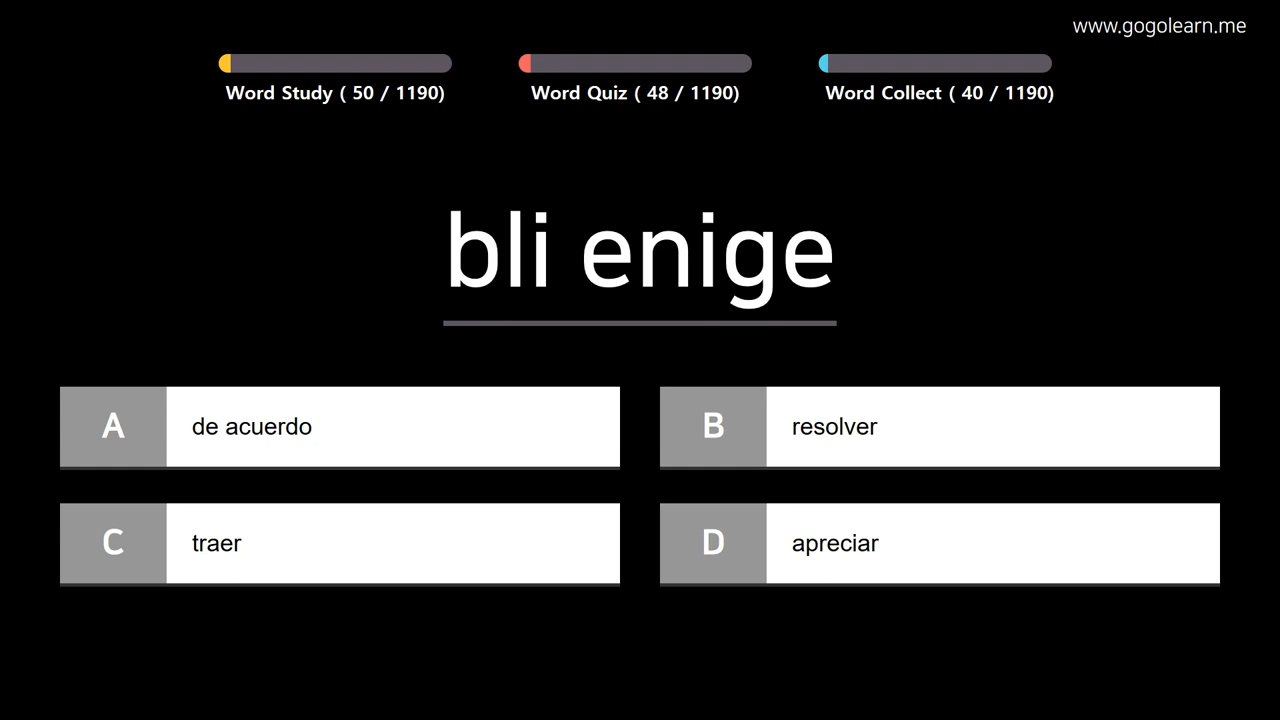 www.gogolearn.me
Word Study ( 50 / 1190)
Word Quiz ( 48 / 1190)
Word Collect ( 40 / 1190)
bli enige
A de acuerdo
B resolver
C traer
D apreciar